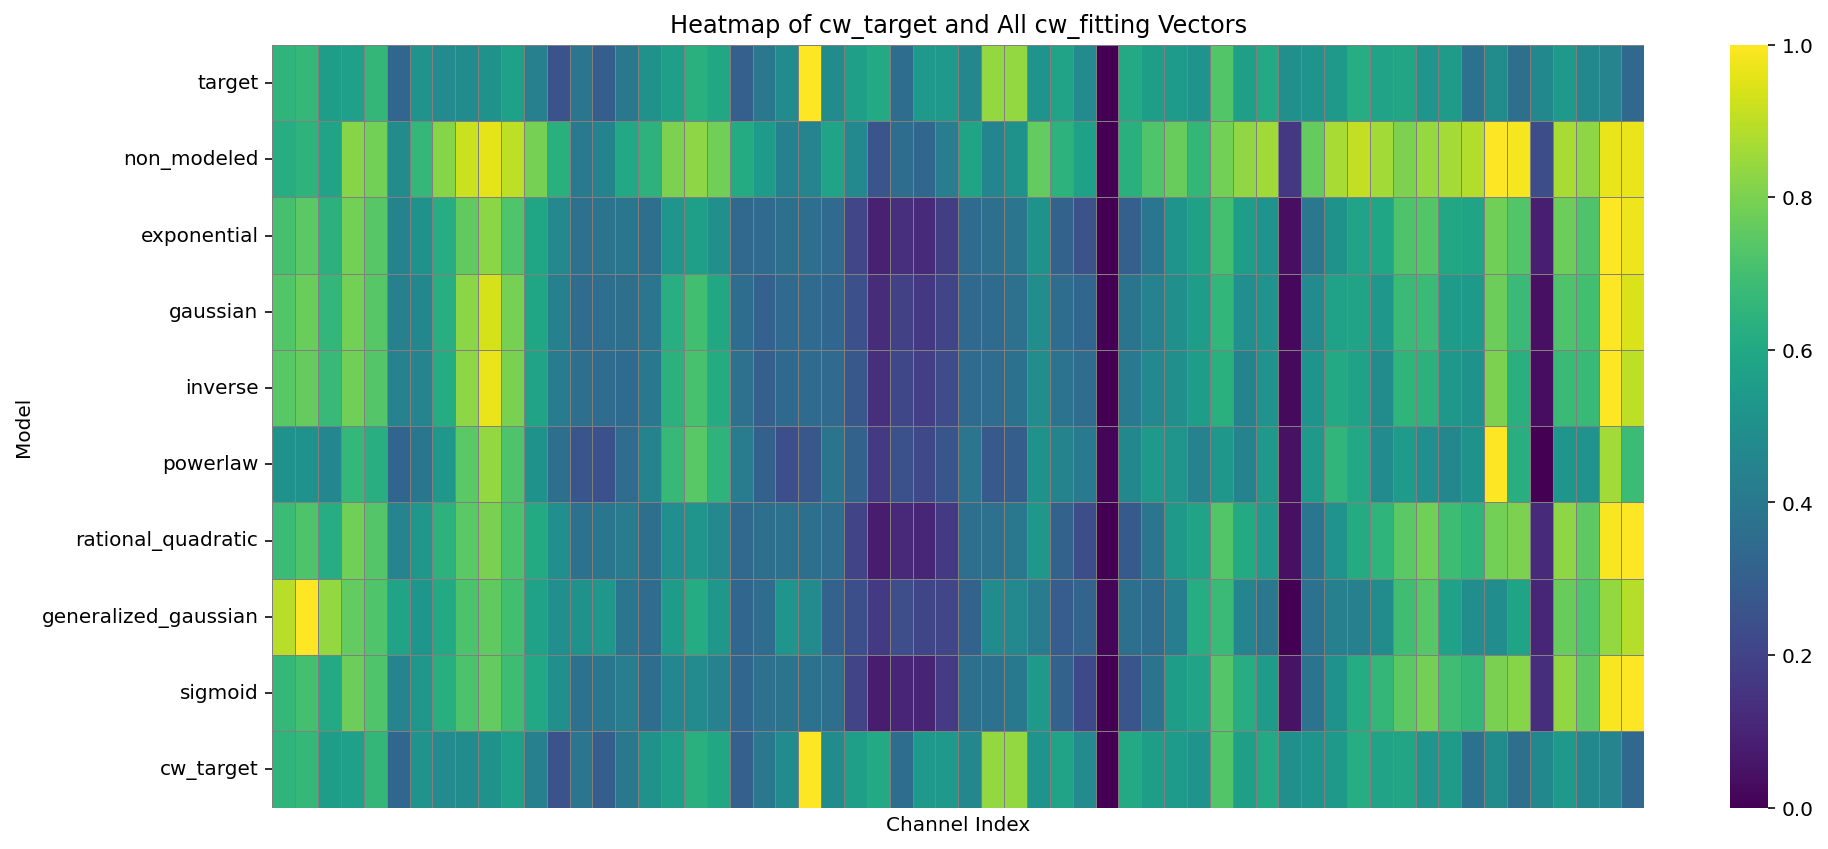 Heatmap of cw_target and All cw_fitting Vectors
Model
target
non_modeled
exponential
gaussian
inverse
powerlaw
rational_quadratic
generalized_gaussian
sigmoid
cw_target
Channel Index
1.0
0.8
0.6
0.4
0.2
0.0